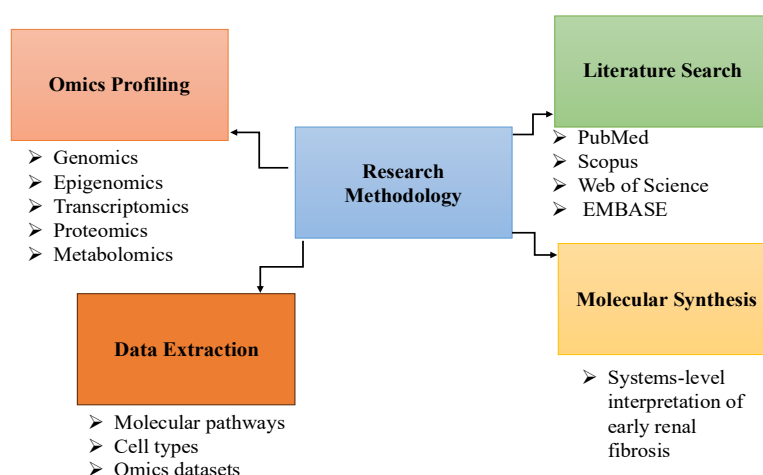 Omics Profiling
➢ Genomics
➢ Epigenomics
➢ Transcriptomics
➢ Proteomics
➢ Metabolomics
Literature Search
➢ PubMed
➢ Scopus
➢ Web of Science
➢ EMBASE
Research
Methodology
Data Extraction
➢ Molecular pathways
➢ Cell types
➢ Omics datasets
Molecular Synthesis
➢ Systems-level
interpretation of
early renal
fibrosis